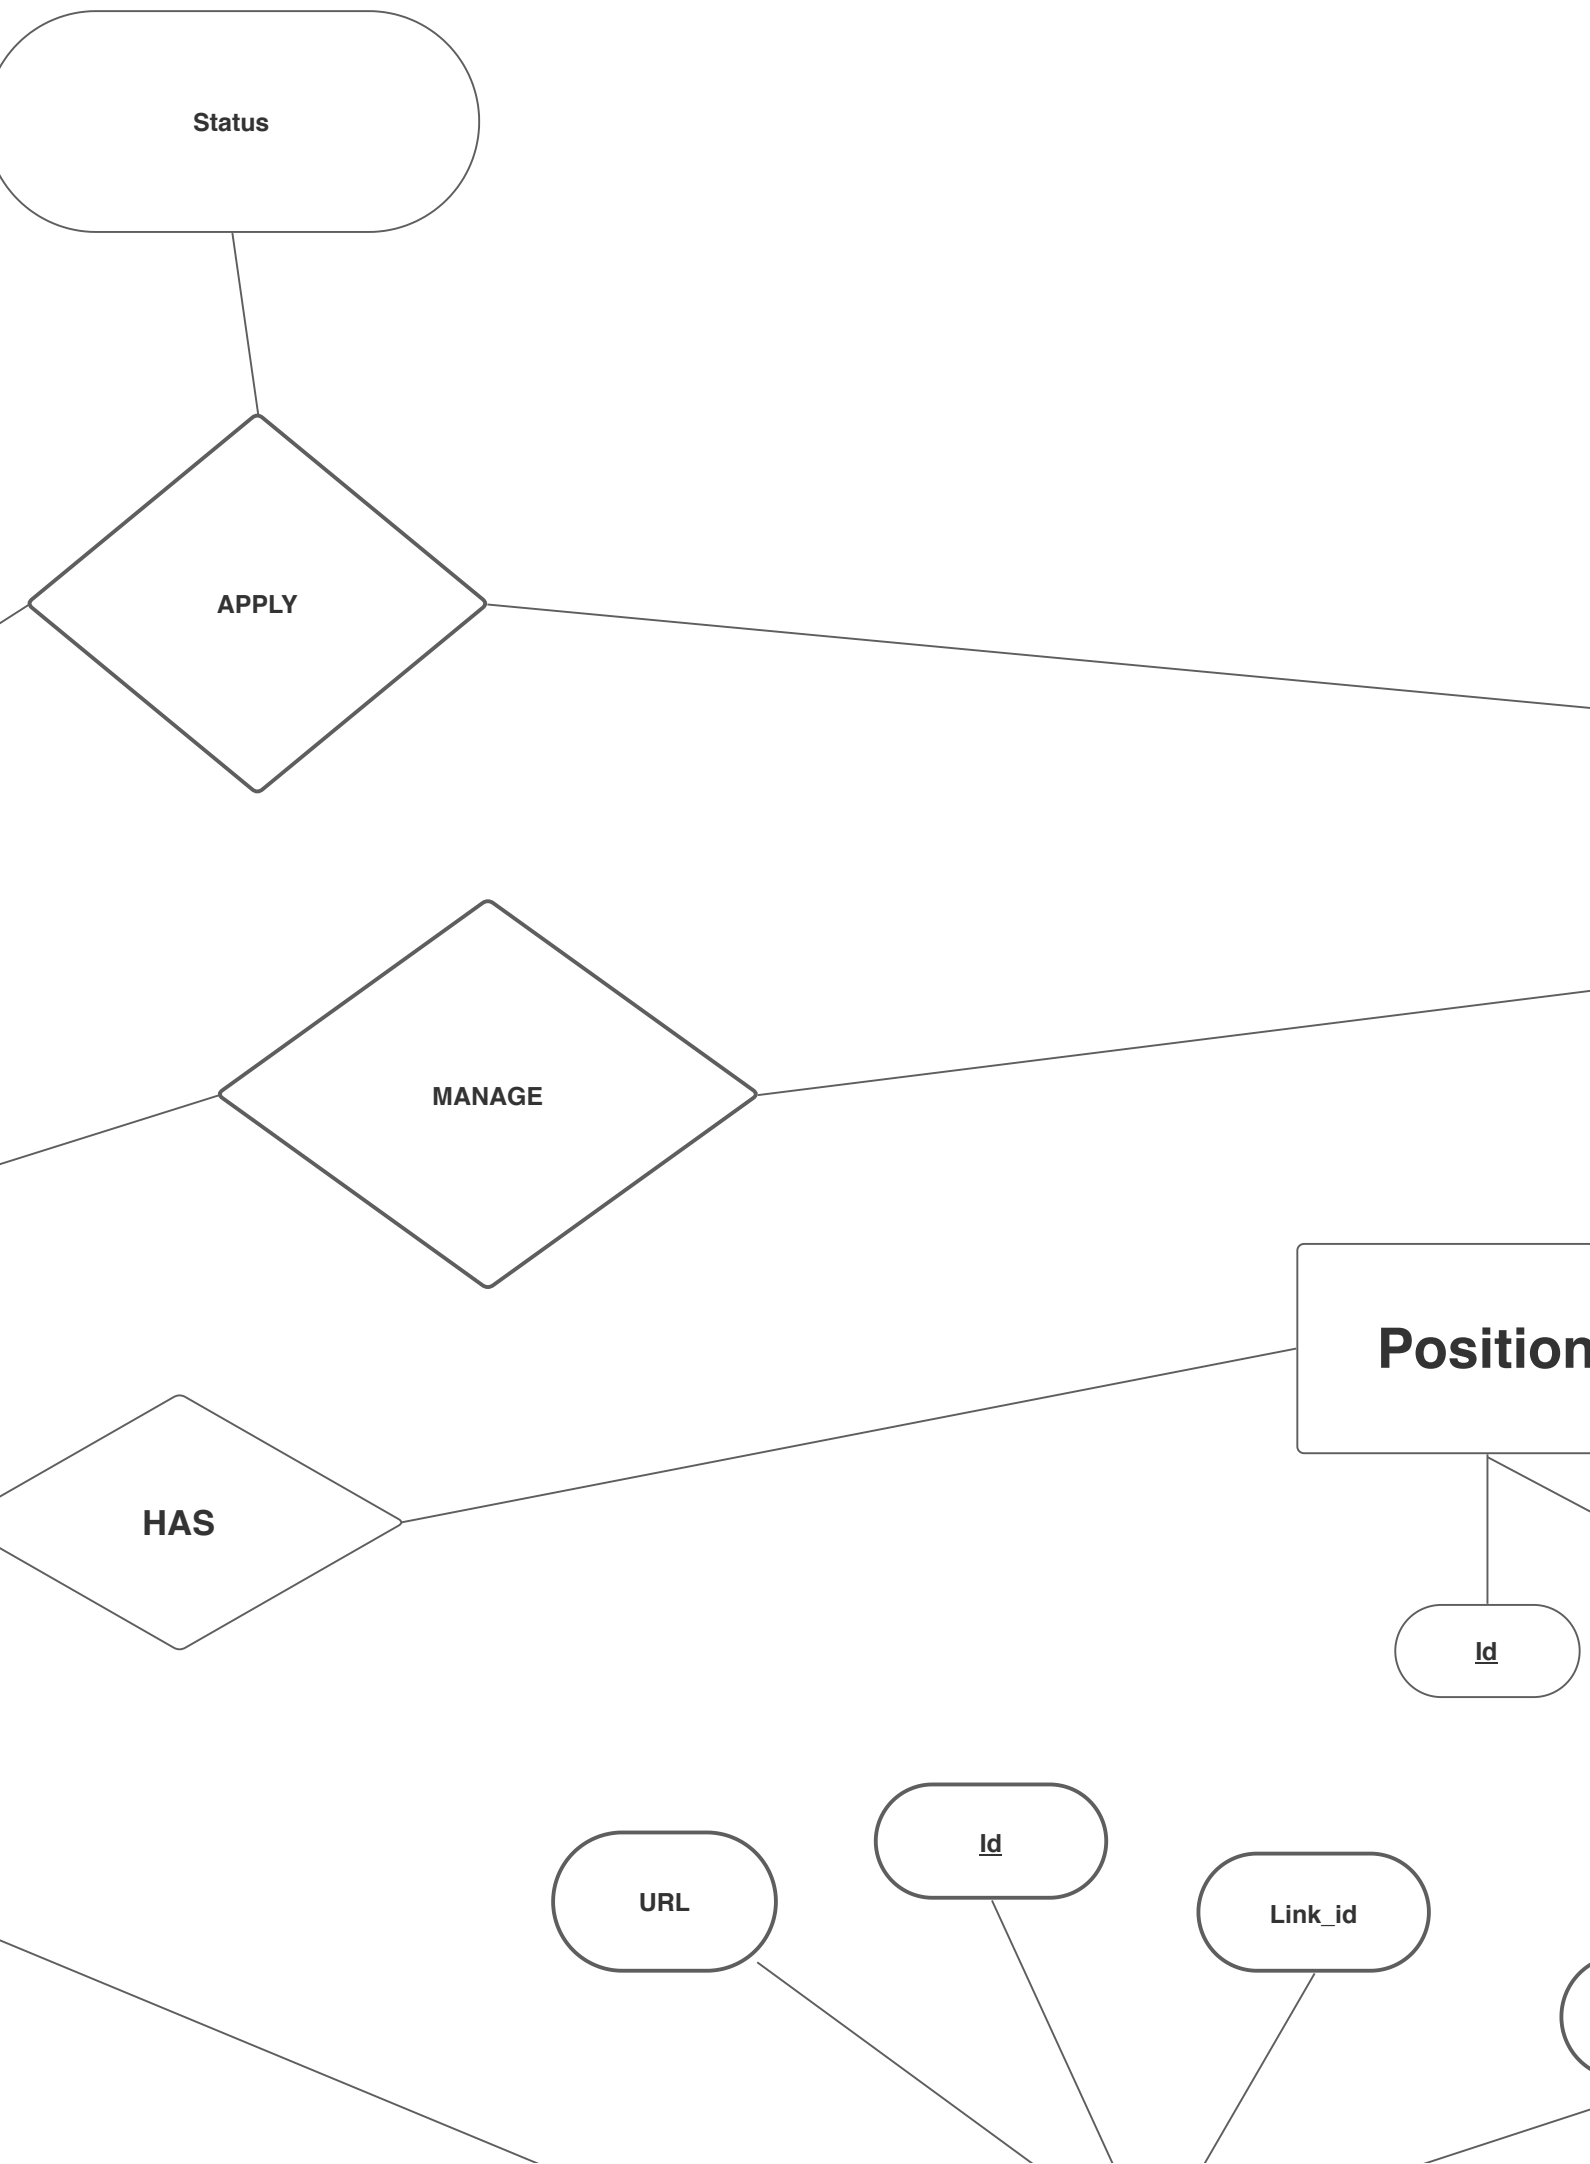 Status
APPLY
MANAGE
Position
HAS
Id
Id
URL
Link_id